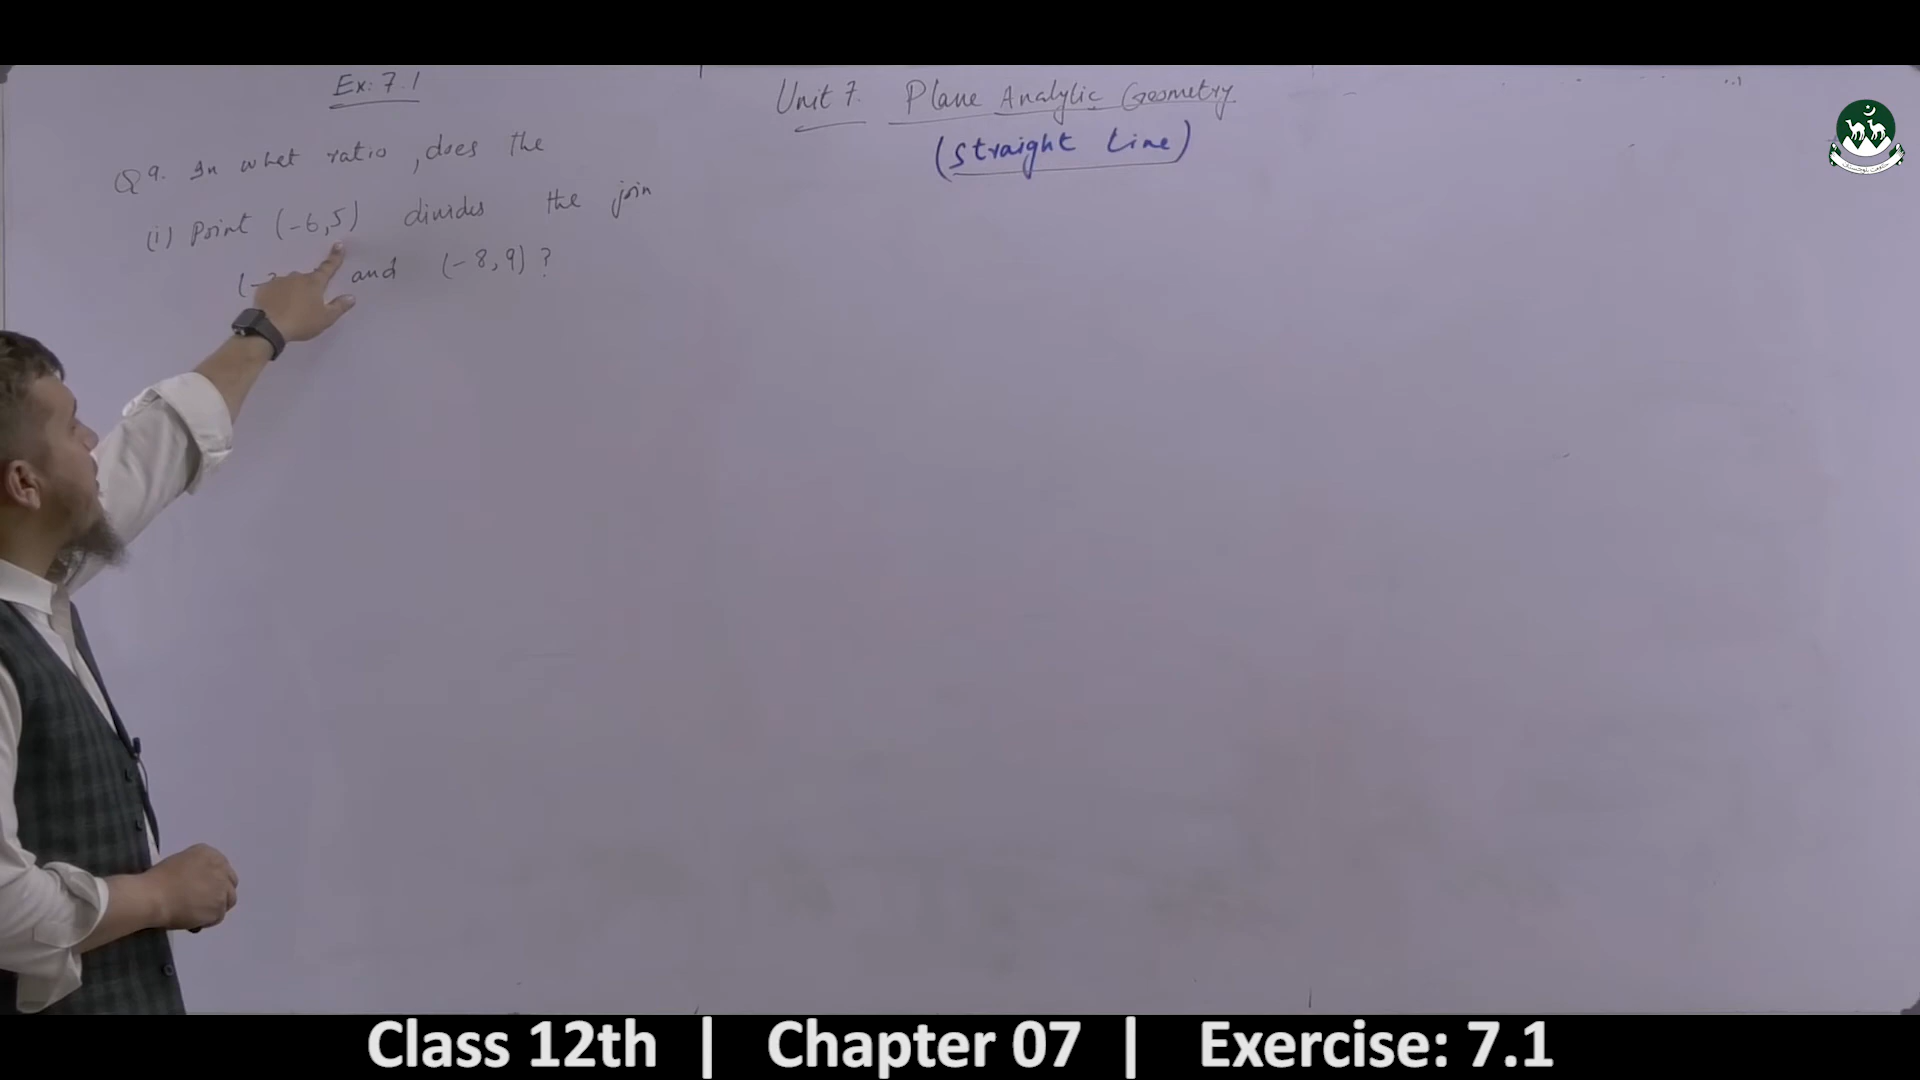 Ex: 7.1
Unit 7. Plane Analytic Geometry
(Straight Line)
Q9. In what ratio, does the
(i) Point (-6,5) divides the join
and (-8,9)?
Class 12th | Chapter 07 | Exercise: 7.1